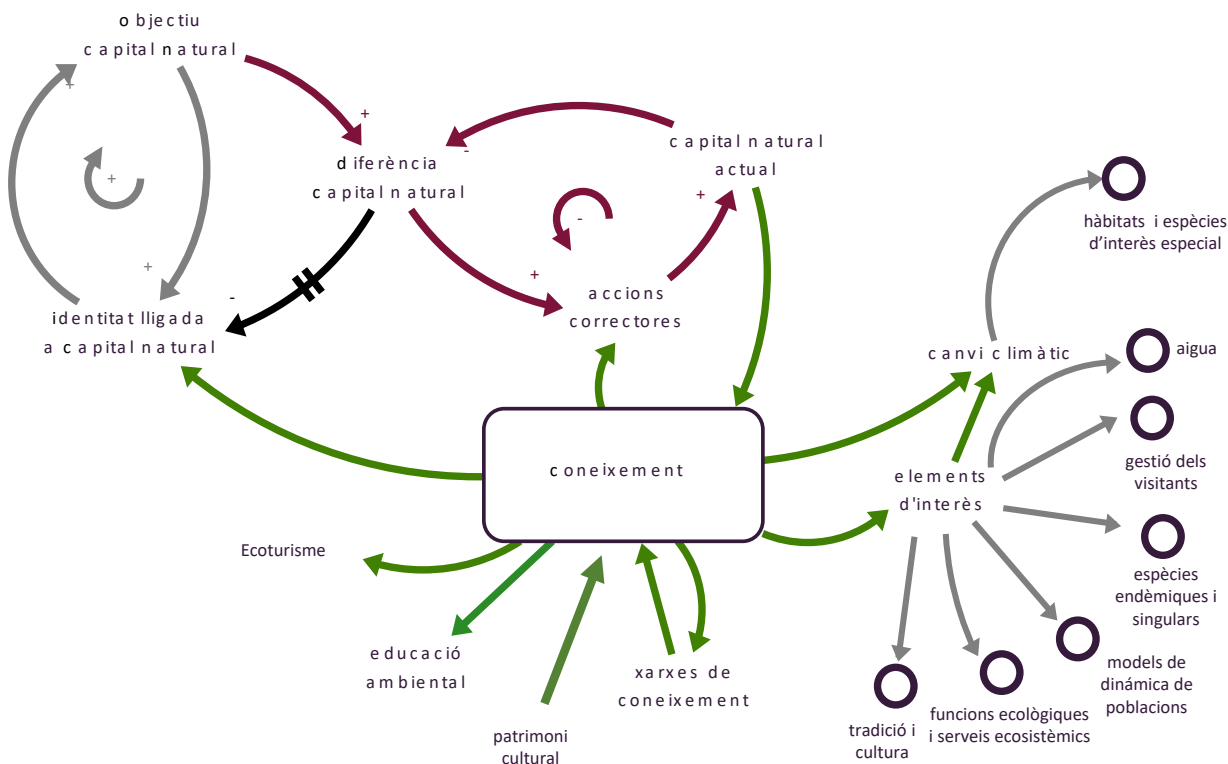 objectiu
capital natural
+
+
+
+
diferència
capital natural
-
capital natural
actual
+
-
+
-
identitat lligada
a capital natural
accions
correctores
hàbitats i espècies
d'interès especial
canvi climàtic
aigua
coneixement
elements
d'interès
gestió dels
visitants
Ecoturisme
espècies
endèmiques i
singulars
educació
ambiental
xarxes de
coneixement
models de
dinámica de
poblacions
patrimoni
cultural
tradició i
cultura
funcions ecològiques
i serveis ecosistèmics